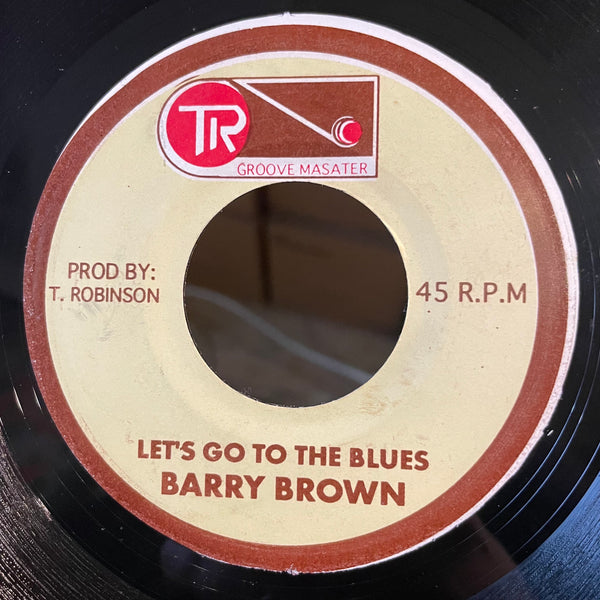 TR
GROOVE MASATER
PROD BY:
T. ROBINSON
45 R.P.M
LET'S GO TO THE BLUES
BARRY BROWN